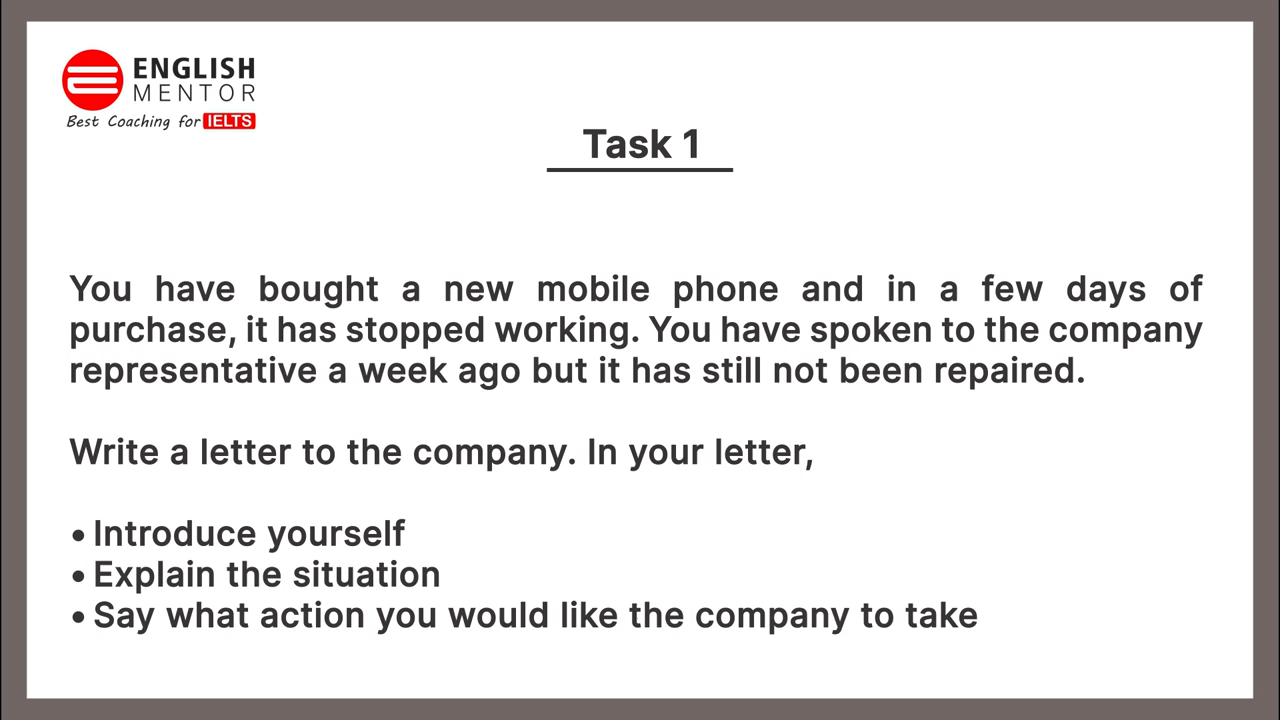 ENGLISH
MENTOR
Best Coaching for IELTS
Task 1
You have bought a new mobile phone and in a few days of
purchase, it has stopped working. You have spoken to the company
representative a week ago but it has still not been repaired.
Write a letter to the company. In your letter,
• Introduce yourself
• Explain the situation
• Say what action you would like the company to take